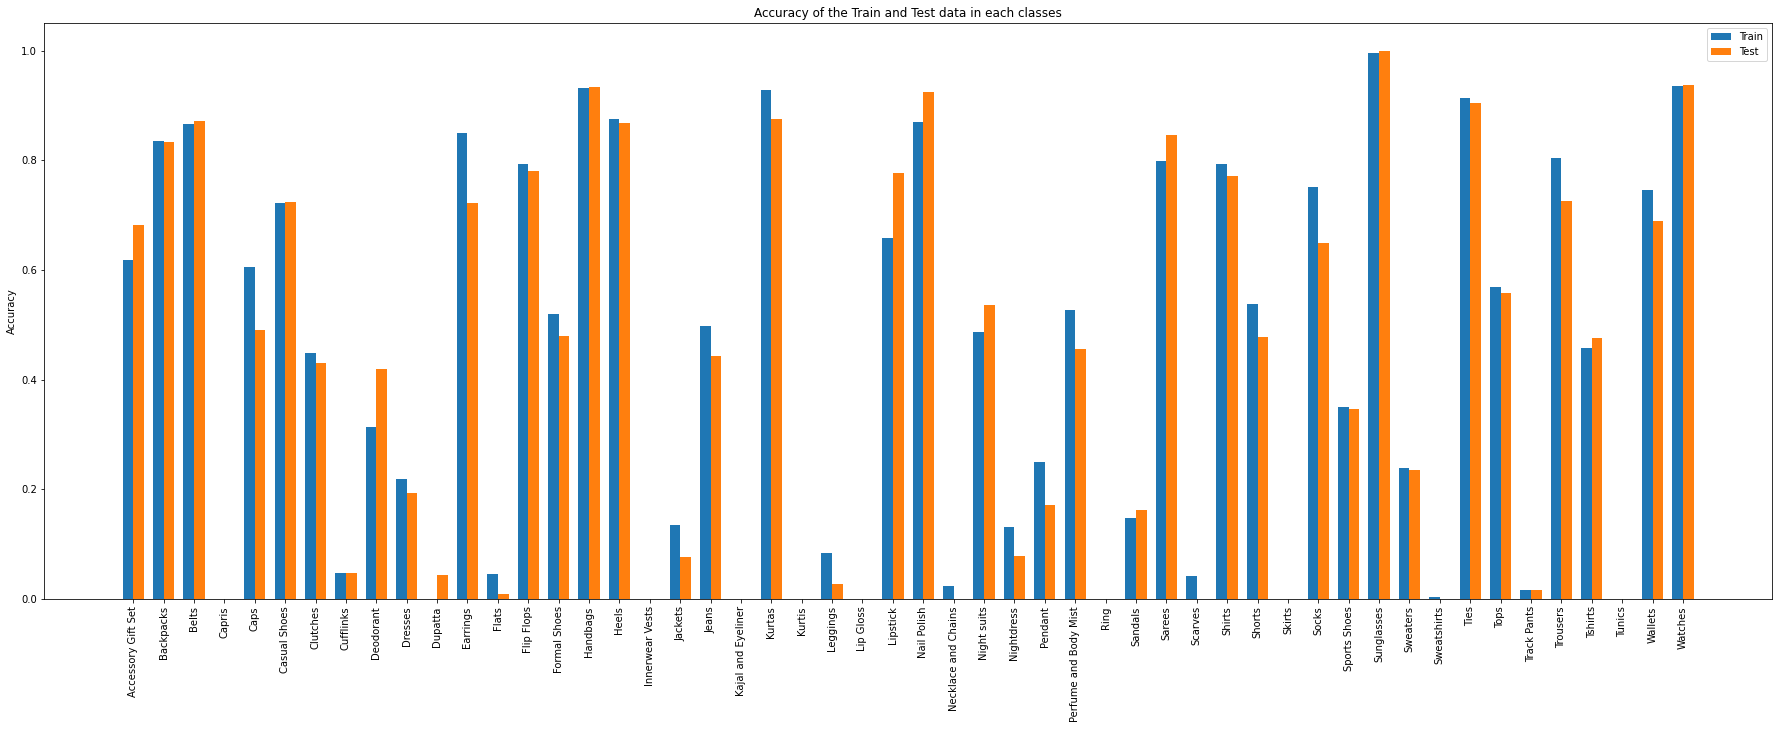 Accuracy of the Train and Test data in each classes
Train
Test
Accuracy
1.0
0.8
0.6
0.4
0.2
0.0
Accessory Gift Set
Backpacks
Belts
Capris
Caps
Casual Shoes
Clutches
Cufflinks
Deodorant
Dresses
Dupatta
Earrings
Flats
Flip Flops
Formal Shoes
Handbags
Heels
Innerwear Vests
Jackets
Jeans
Kajal and Eyeliner
Kurtas
Kurtis
Leggings
Lip Gloss
Lipstick
Nail Polish
Necklace and Chains
Night suits
Nightdress
Pendant
Perfume and Body Mist
Ring
Sandals
Sarees
Scarves
Shirts
Shorts
Skirts
Socks
Sports Shoes
Sunglasses
Sweaters
Sweatshirts
Ties
Tops
Track Pants
Trousers
Tshirts
Tunics
Wallets
Watches